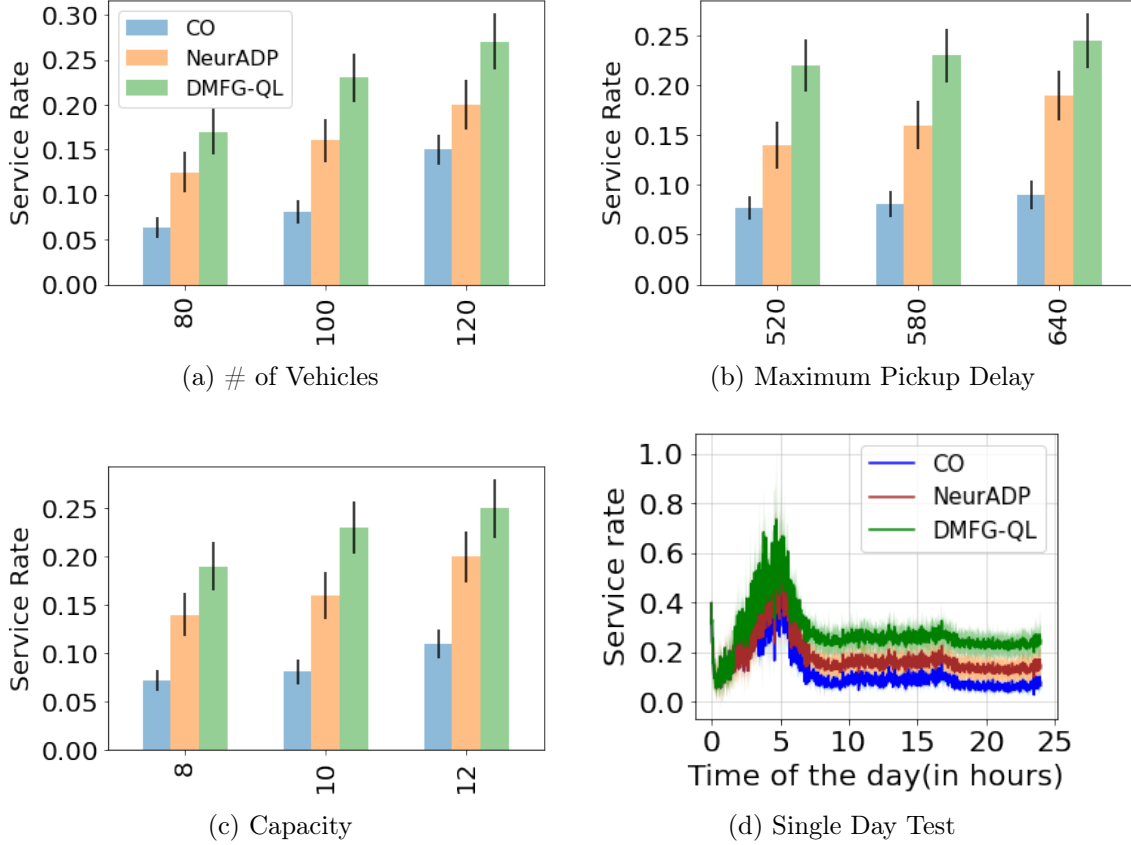 0.30
0.25
0.20
0.15
0.10
0.05
0.00
Service Rate
CO
NeurADP
DMFG-QL
80
100
120
(a) # of Vehicles
0.25
0.20
0.15
0.10
0.05
0.00
Service Rate
520
580
640
(b) Maximum Pickup Delay
0.25
0.20
0.15
0.10
0.05
0.00
Service Rate
8
10
12
(c) Capacity
1.0
0.8
0.6
0.4
0.2
0.0
Service rate
CO
NeurADP
DMFG-QL
0 5 10 15 20 25
Time of the day(in hours)
(d) Single Day Test